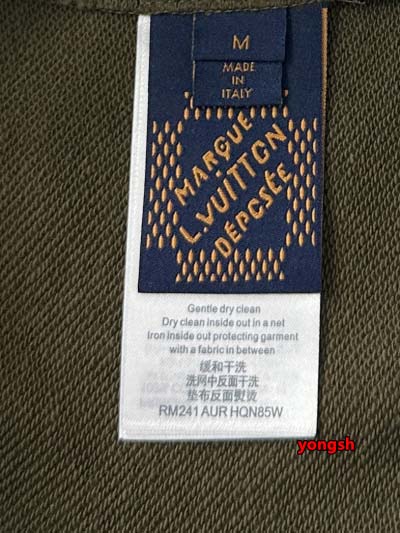 M
MADE
IN
ITALY
MARQUE
L.VUITTON
DÉPOSÉE
Gentle dry clean
Dry clean inside out in a net
Iron inside out protecting garment
with a fabric in between
缓和干洗
洗网中反面干洗
垫布反面熨烫
RM241 AUR HQN85W
yongsh